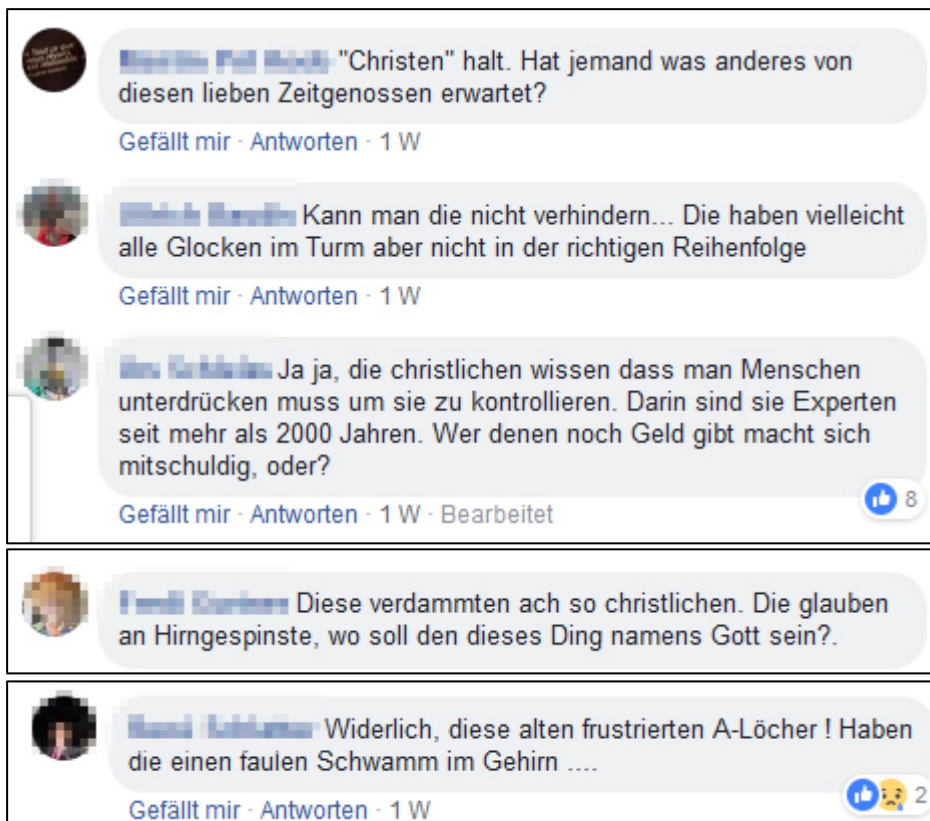 "Christen" halt. Hat jemand was anderes von
diesen lieben Zeitgenossen erwartet?
Gefällt mir · Antworten · 1 W
Kann man die nicht verhindern... Die haben vielleicht
alle Glocken im Turm aber nicht in der richtigen Reihenfolge
Gefällt mir · Antworten · 1 W
Ja ja, die christlichen wissen dass man Menschen
unterdrücken muss um sie zu kontrollieren. Darin sind sie Experten
seit mehr als 2000 Jahren. Wer denen noch Geld gibt macht sich
mitschuldig, oder?
8
Gefällt mir · Antworten · 1 W · Bearbeitet
Diese verdammten ach so christlichen. Die glauben
an Hirngespinste, wo soll den dieses Ding namens Gott sein?.
Widerlich, diese alten frustrierten A-Löcher ! Haben
die einen faulen Schwamm im Gehirn ....
2
Gefällt mir · Antworten · 1 W